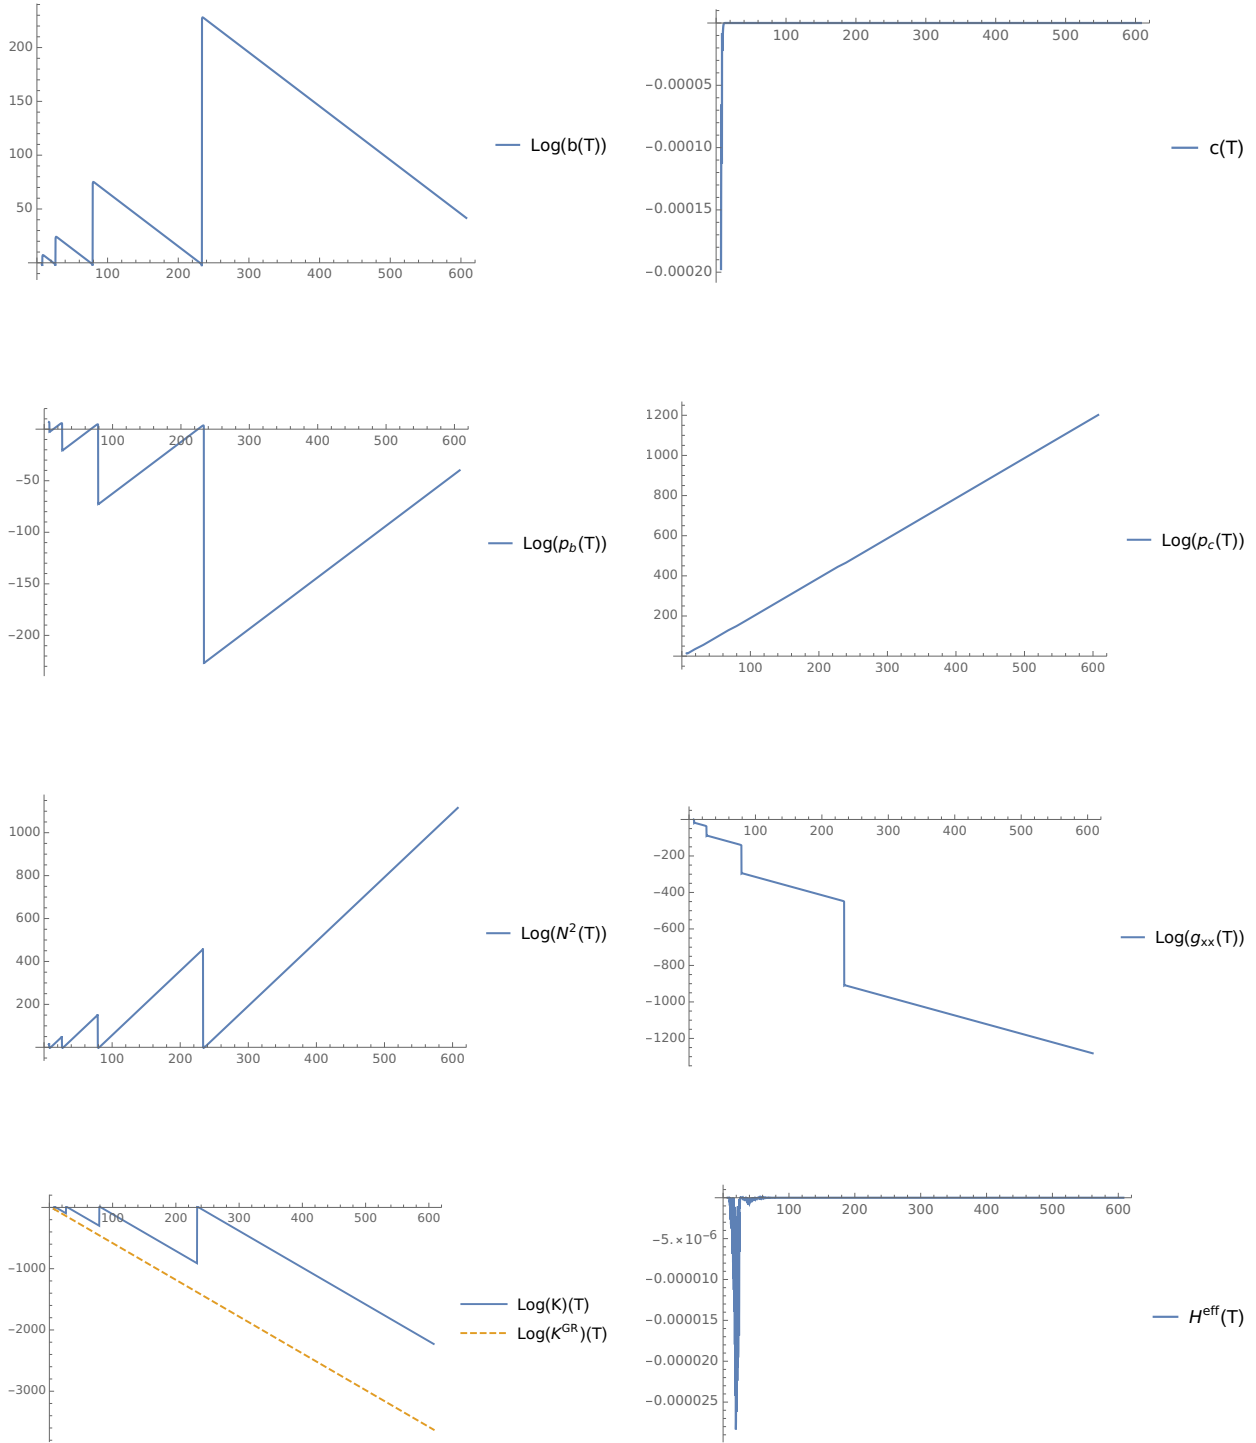 200
150
100
50
100 200 300 400 500 600
Log(b(T))
100 200 300 400 500 600
−0.00005
−0.00010
−0.00015
−0.00020
c(T)
100 200 300 400 500 600
−50
−100
−150
−200
Log(p_b(T))
1200
1000
800
600
400
200
100 200 300 400 500 600
Log(p_c(T))
1000
800
600
400
200
100 200 300 400 500 600
Log(N²(T))
100 200 300 400 500 600
−200
−400
−600
−800
−1000
−1200
Log(g_xx(T))
100 200 300 400 500 600
−1000
−2000
−3000
Log(K)(T)
Log(K^GR)(T)
100 200 300 400 500 600
−5.×10⁻⁶
−0.000010
−0.000015
−0.000020
−0.000025
H^eff(T)